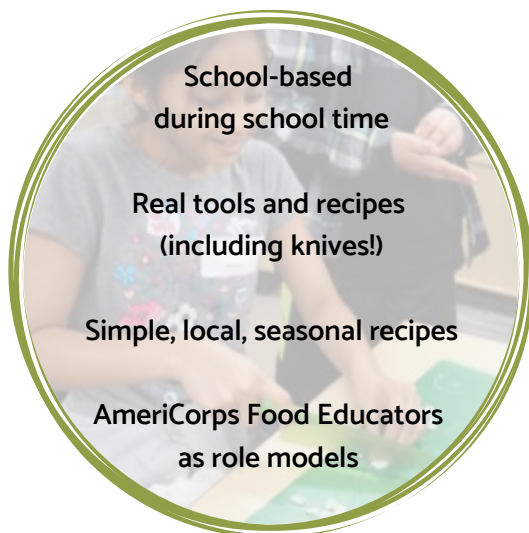 School-based
during school time
Real tools and recipes
(including knives!)
Simple, local, seasonal recipes
AmeriCorps Food Educators
as role models